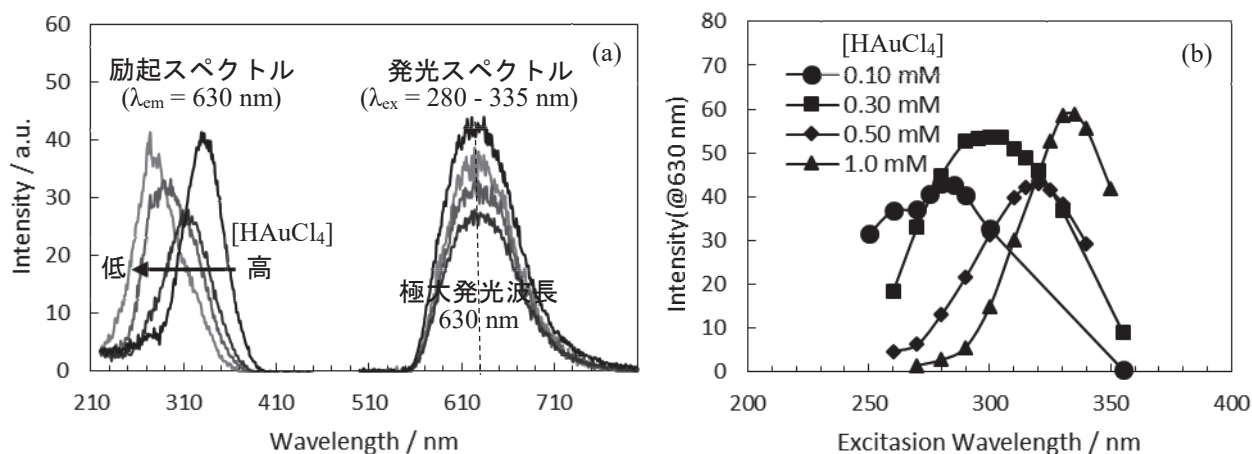 (a)
励起スペクトル
(λem = 630 nm)
発光スペクトル
(λex = 280 - 335 nm)
[HAuCl4]
低
高
極大発光波長
630 nm
Intensity / a.u.
60
50
40
30
20
10
0
210 310 410 510 610 710
Wavelength / nm
(b)
[HAuCl4]
0.10 mM
0.30 mM
0.50 mM
1.0 mM
Intensity(@630 nm)
80
70
60
50
40
30
20
10
0
200 250 300 350 400
Excitasion Wavelength / nm